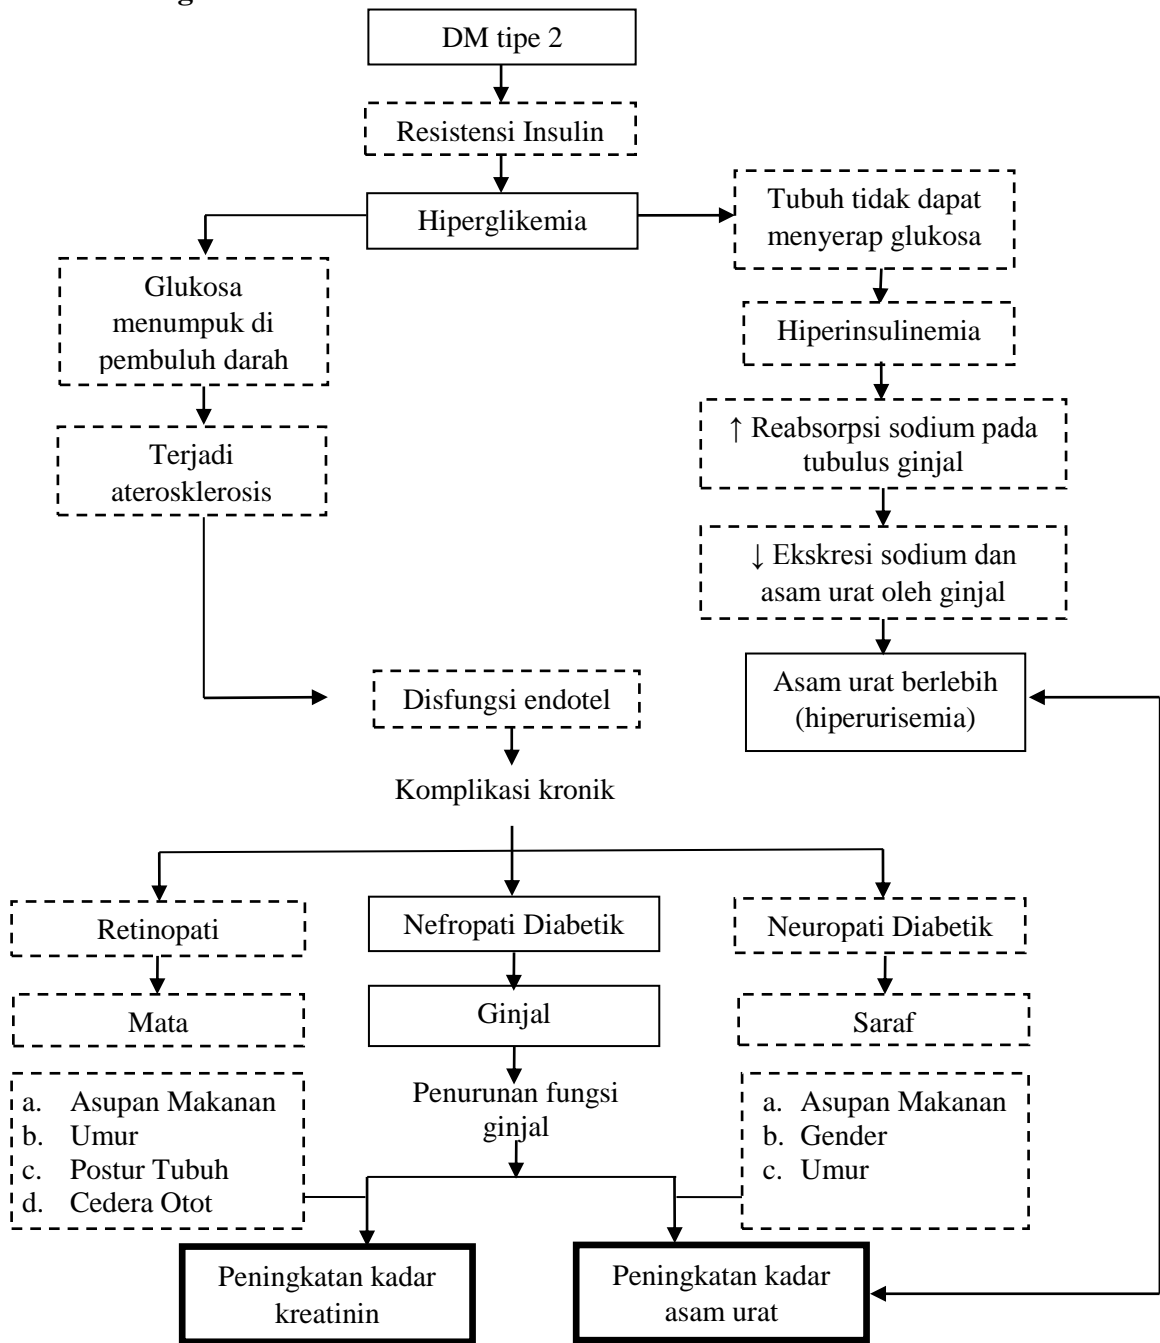 DM tipe 2
Resistensi Insulin
Hiperglikemia
Tubuh tidak dapat
menyerap glukosa
Glukosa
menumpuk di
pembuluh darah
Hiperinsulinemia
Terjadi
aterosklerosis
↑ Reabsorpsi sodium pada
tubulus ginjal
↓ Ekskresi sodium dan
asam urat oleh ginjal
Asam urat berlebih
(hiperurisemia)
Disfungsi endotel
Komplikasi kronik
Retinopati
Nefropati Diabetik
Neuropati Diabetik
Mata
Ginjal
Saraf
a. Asupan Makanan
b. Umur
c. Postur Tubuh
d. Cedera Otot
Penurunan fungsi
ginjal
a. Asupan Makanan
b. Gender
c. Umur
Peningkatan kadar
kreatinin
Peningkatan kadar
asam urat